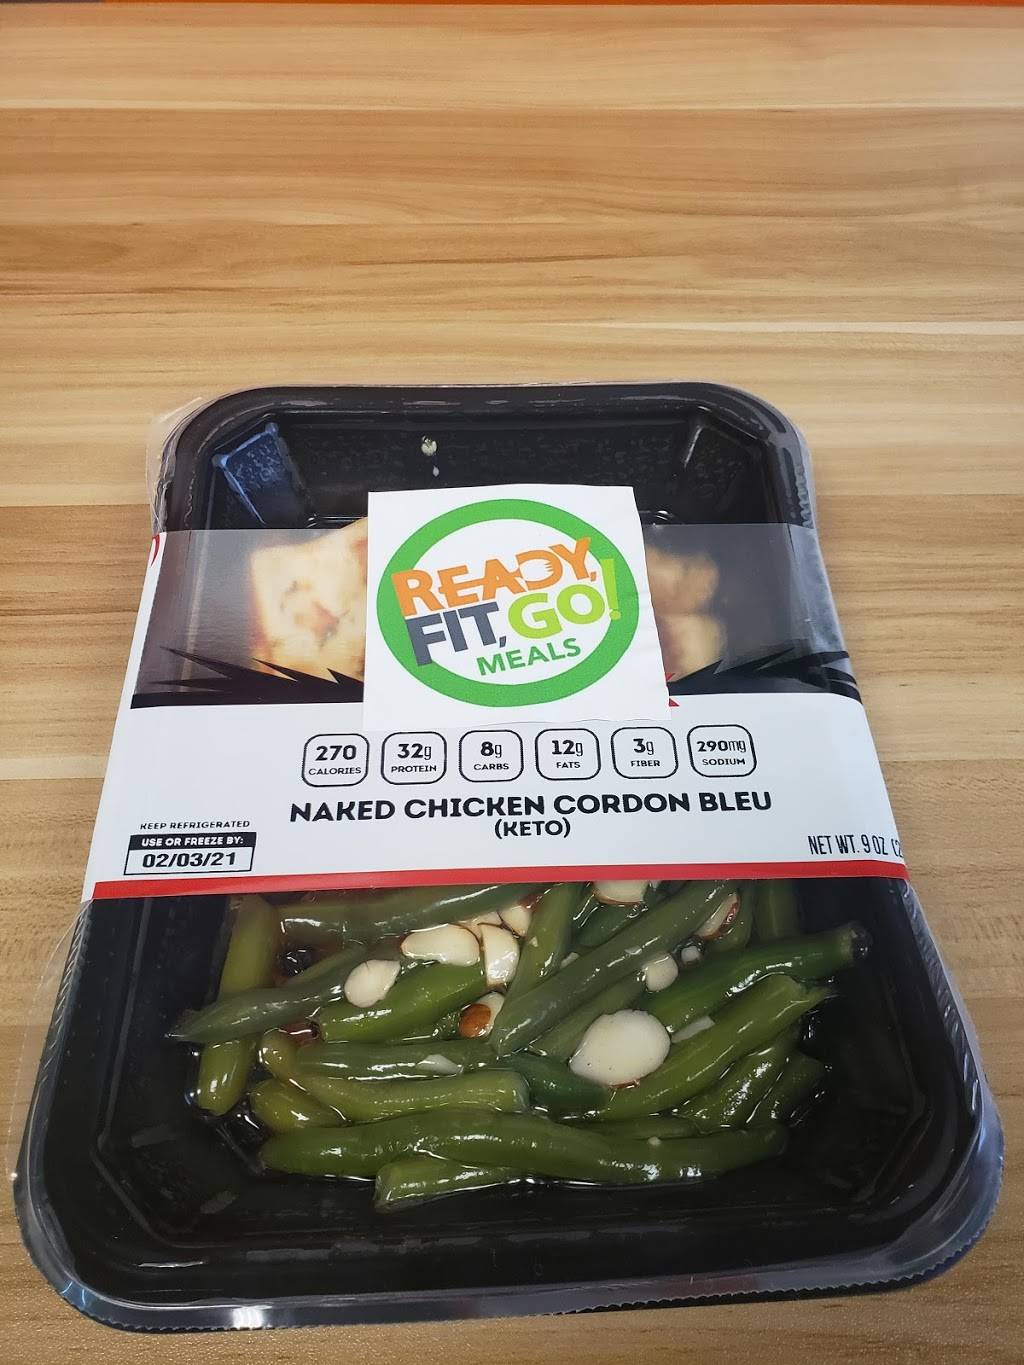 READY,
FIT, GO!
MEALS
270 CALORIES
32g PROTEIN
8g CARBS
12g FATS
3g FIBER
290mg SODIUM
NAKED CHICKEN CORDON BLEU
(KETO)
KEEP REFRIGERATED
USE OR FREEZE BY:
02/03/21
NET WT. 9 OZ